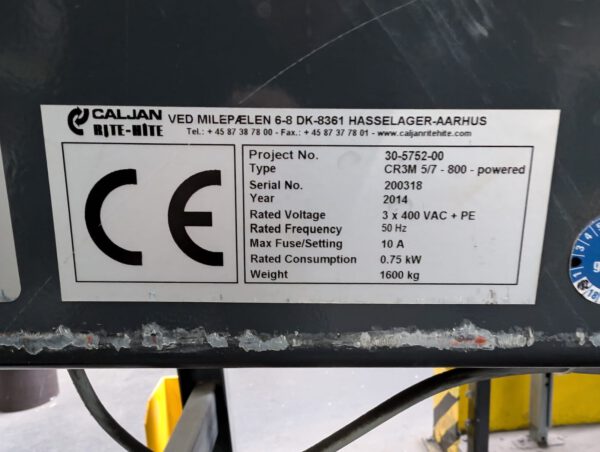 CALJAN
RITE-HITE
VED MILEPÆLEN 6-8 DK-8361 HASSELAGER-AARHUS
Tel.: + 45 87 38 78 00 - Fax.: + 45 87 37 78 01 - www.caljanritehite.com
CE
Project No. 30-5752-00
Type CR3M 5/7 - 800 - powered
Serial No. 200318
Year 2014
Rated Voltage 3 x 400 VAC + PE
Rated Frequency 50 Hz
Max Fuse/Setting 10 A
Rated Consumption 0.75 kW
Weight 1600 kg